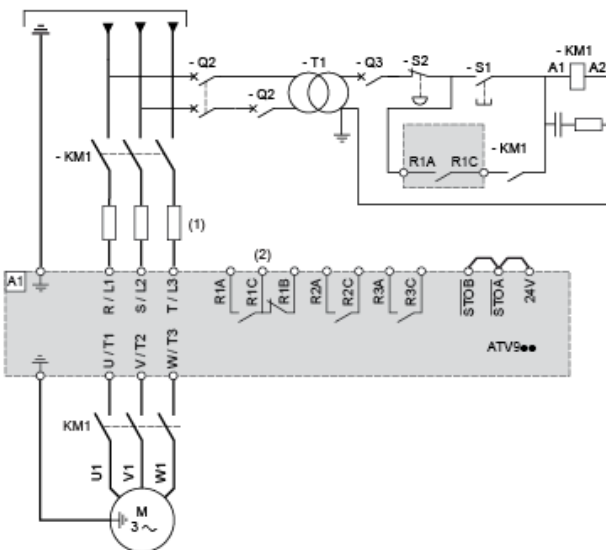 - Q2 - T1 - Q3 - S2 - S1 - KM1
A1 A2
- Q2
- KM1
R1A R1C
- KM1
(1)
(2)
A1
R / L1
S / L2
T / L3
R1A
R1C
R1B
R2A
R2C
R3A
R3C
STOB
STOA
24V
U / T1
V / T2
W / T3
ATV9●●
KM1
U1
V1
W1
M
3 ~